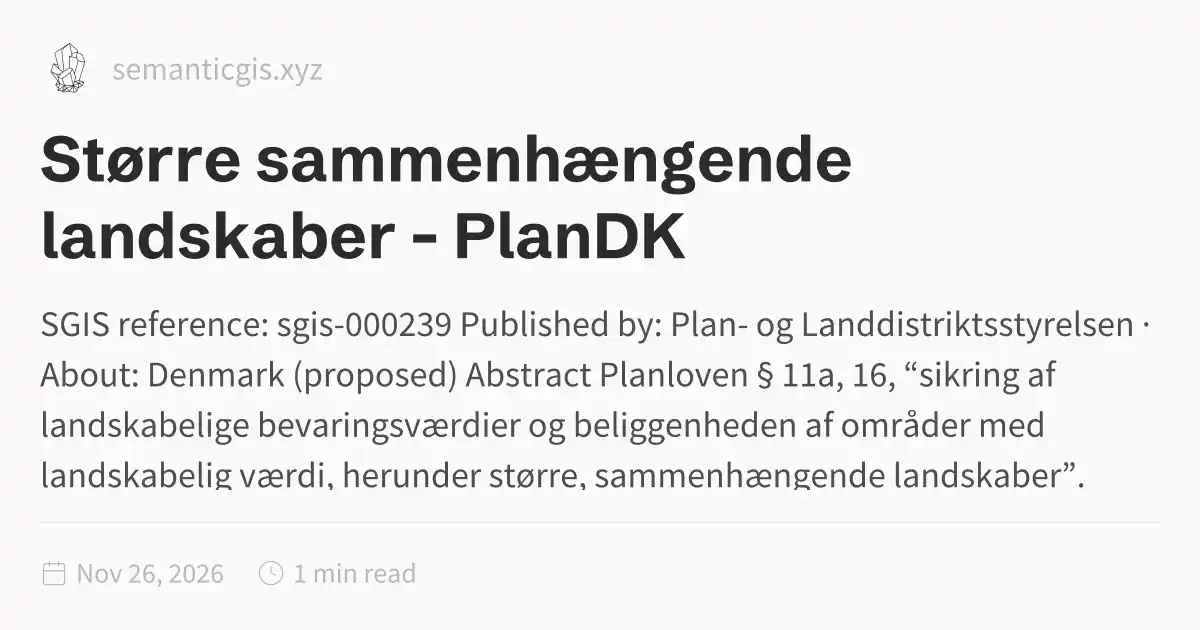 semanticgis.xyz
Større sammenhængende
landskaber - PlanDK
SGIS reference: sgis-000239 Published by: Plan- og Landdistriktsstyrelsen ·
About: Denmark (proposed) Abstract Planloven § 11a, 16, “sikring af
landskabelige bevaringsværdier og beliggenheden af områder med
landskabelig værdi, herunder større, sammenhængende landskaber”.
Nov 26, 2026
1 min read